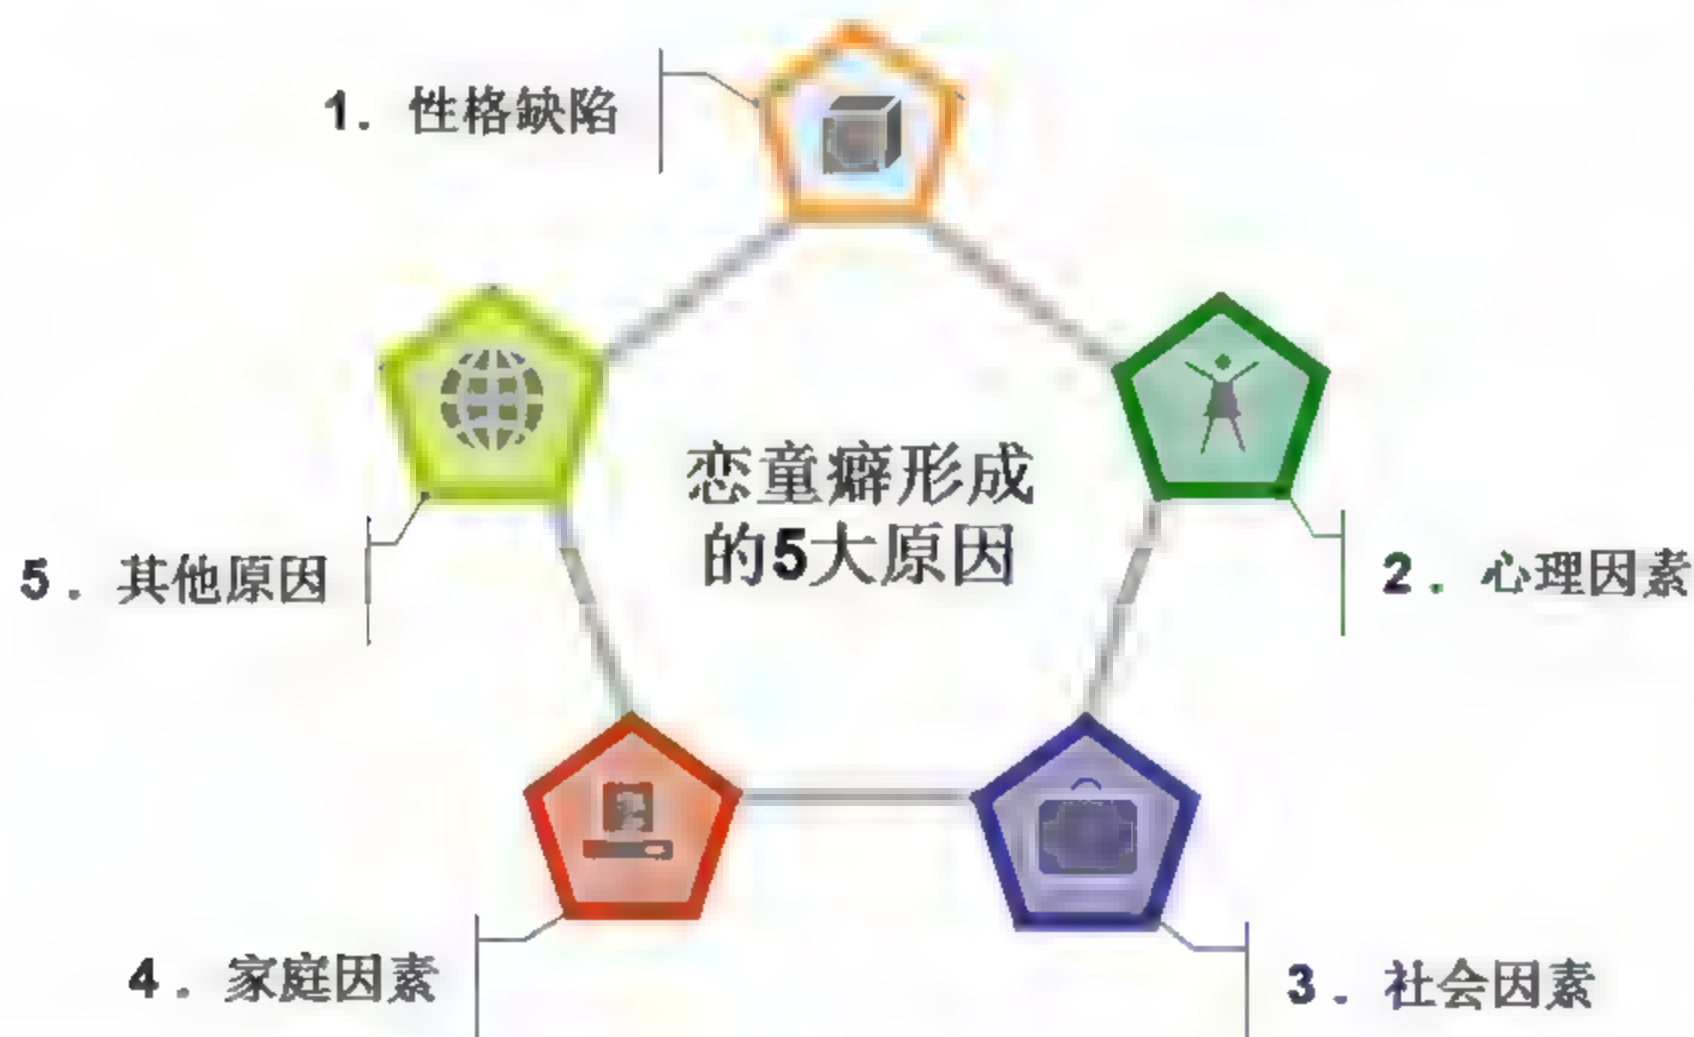 1. 性格缺陷
恋童癖形成
的5大原因
5. 其他原因
2. 心理因素
4. 家庭因素
3. 社会因素